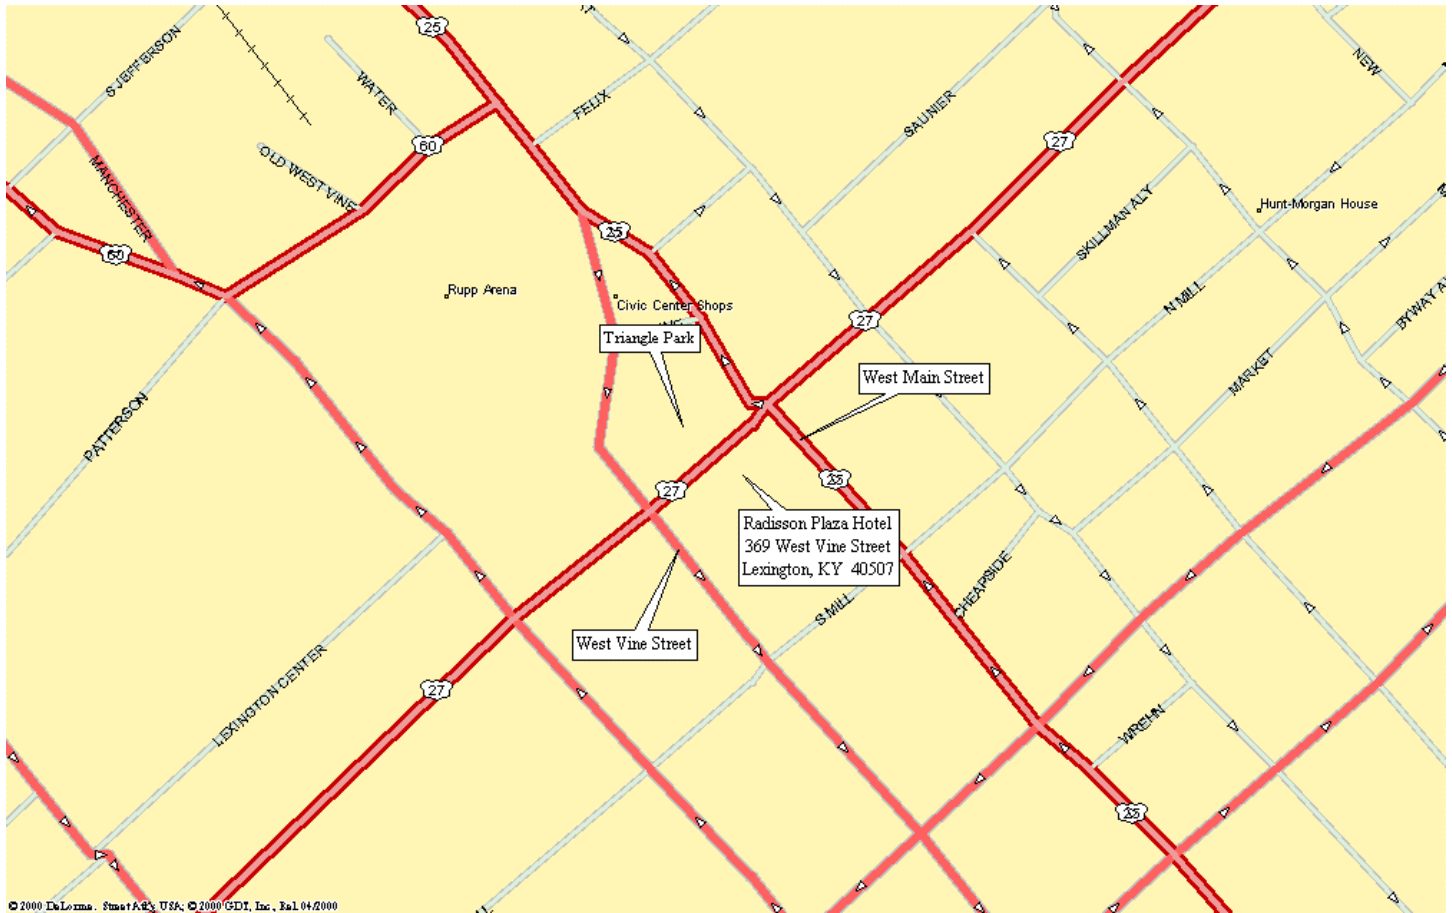 25
S JEFFERSON
WATER
FELIX
NEW
SAUNIER
60
27
OLD WEST VINE
MANCHESTER
SKILLMAN ALY
Hunt-Morgan House
25
60
Rupp Arena
Civic Center Shops
N MILL
BYWAY
27
Triangle Park
West Main Street
MARKET
PATTERSON
25
27
Radisson Plaza Hotel
369 West Vine Street
Lexington, KY 40507
CHEAPSIDE
S MILL
West Vine Street
LEXINGTON CENTER
27
WREHN
25
© 2000 DeLorme. Street Atlas USA; © 2000 GDT, Inc., Rel. 04/2000